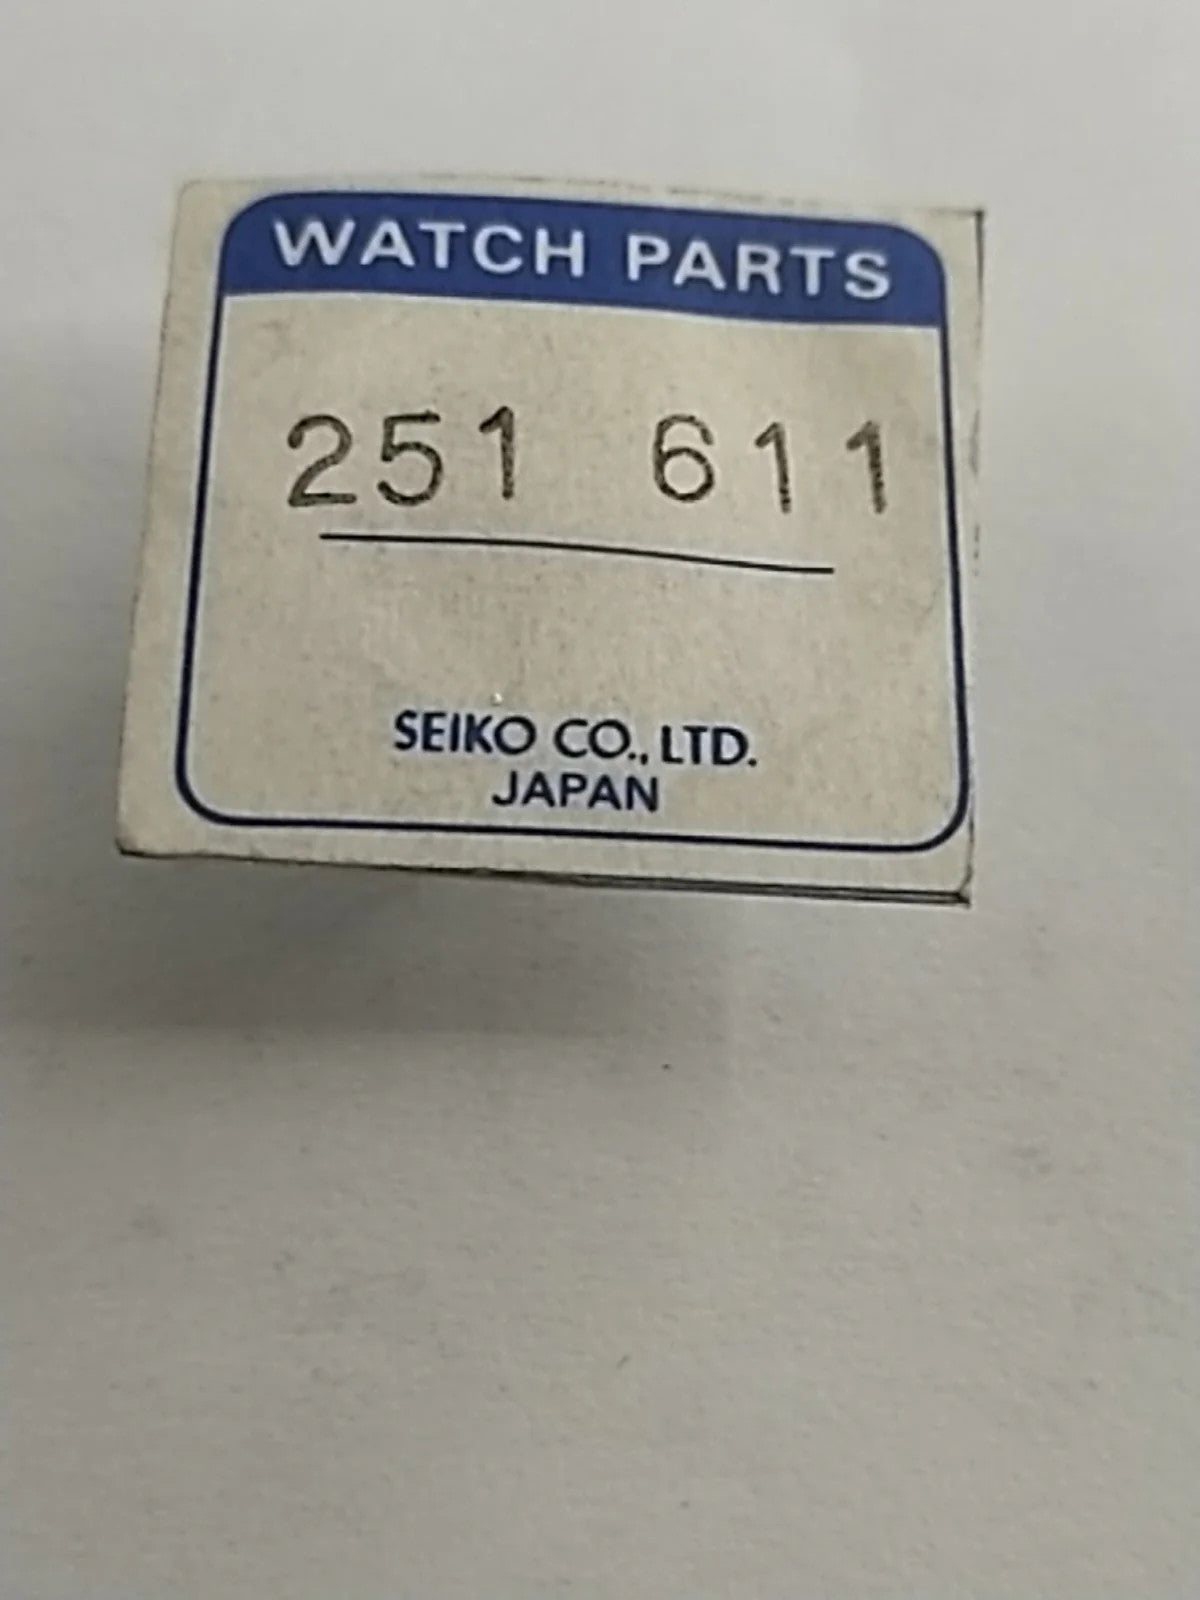 WATCH PARTS
251 611
SEIKO CO., LTD.
JAPAN